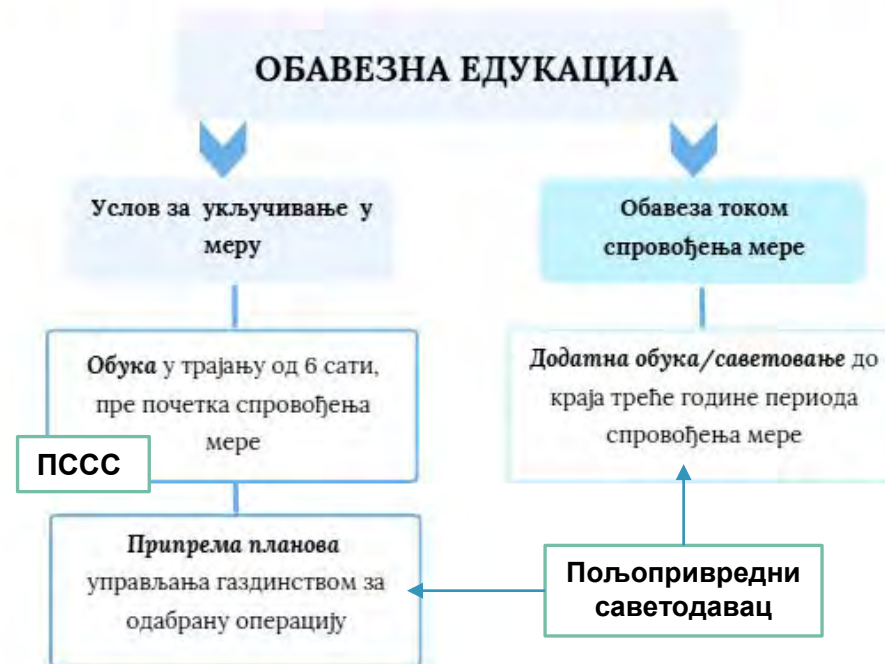 ОБАВЕЗНА ЕДУКАЦИЈА
Услов за укључивање у
меру
Обука у трајању од 6 сати,
пре почетка спровођења
мере
ПССС
Припрема планова
управљања газдинством за
одабрану операцију
Обавеза током
спровођења мере
Додатна обука/саветовање до
краја треће године периода
спровођења мере
Пољопривредни
саветодавац